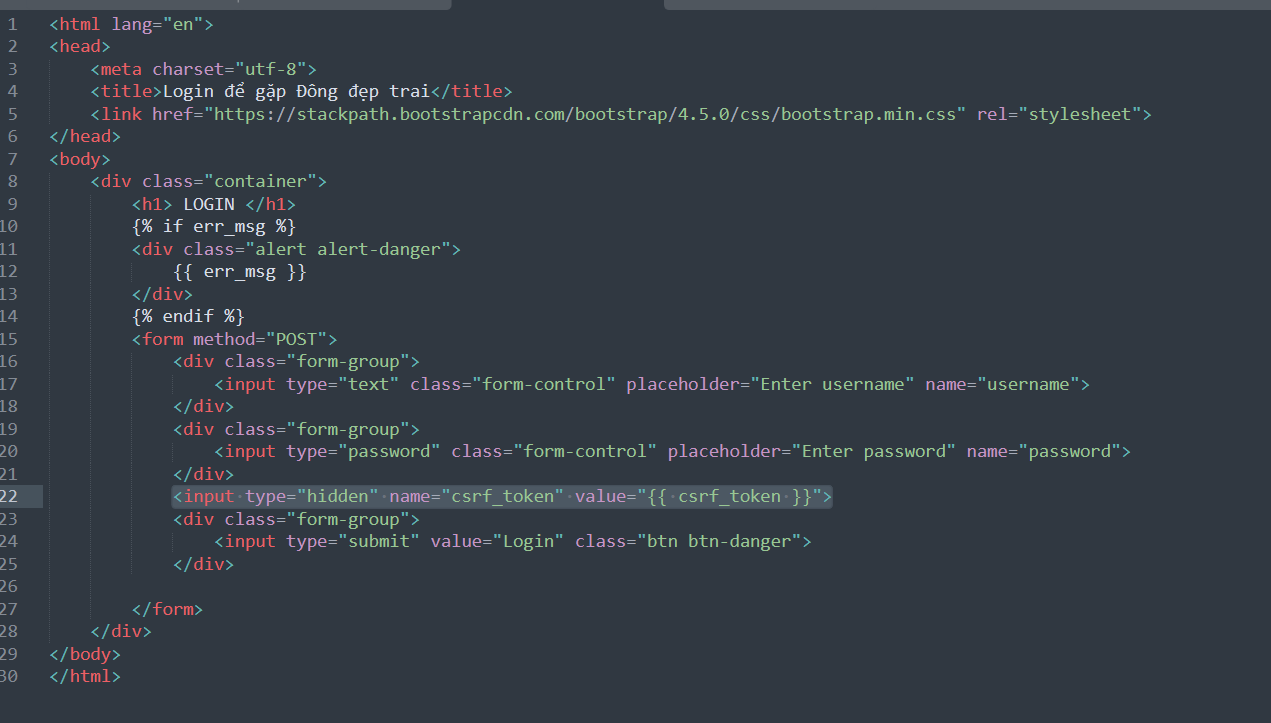 1 <html lang="en">
2 <head>
3     <meta charset="utf-8">
4     <title>Login để gặp Đông đẹp trai</title>
5     <link href="https://stackpath.bootstrapcdn.com/bootstrap/4.5.0/css/bootstrap.min.css" rel="stylesheet">
6 </head>
7 <body>
8     <div class="container">
9         <h1> LOGIN </h1>
10         {% if err_msg %}
11         <div class="alert alert-danger">
12             {{ err_msg }}
13         </div>
14         {% endif %}
15         <form method="POST">
16             <div class="form-group">
17                 <input type="text" class="form-control" placeholder="Enter username" name="username">
18             </div>
19             <div class="form-group">
20                 <input type="password" class="form-control" placeholder="Enter password" name="password">
21             </div>
22             <input type="hidden" name="csrf_token" value="{{ csrf_token }}">
23             <div class="form-group">
24                 <input type="submit" value="Login" class="btn btn-danger">
25             </div>
26
27         </form>
28     </div>
29 </body>
30 </html>